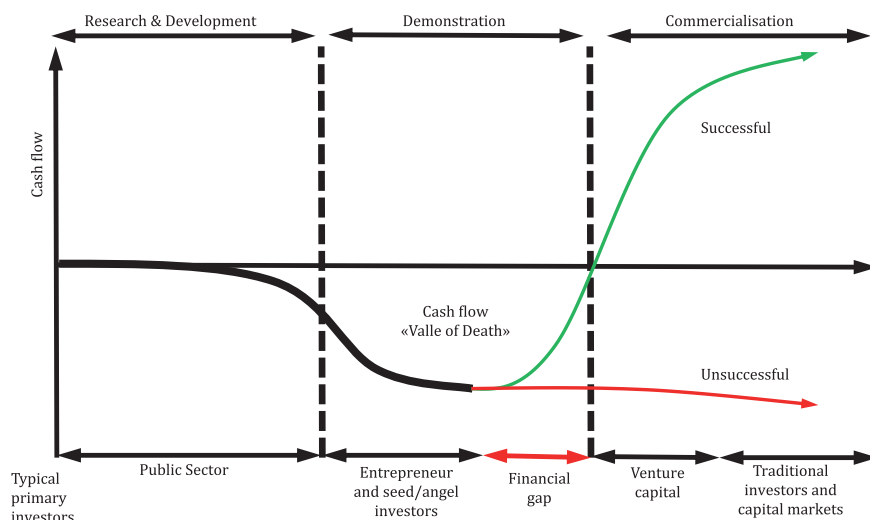 Research & Development
Demonstration
Commercialisation
Cash flow
Successful
Cash flow
«Valle of Death»
Unsuccessful
Typical
primary
investors
Public Sector
Entrepreneur
and seed/angel
investors
Financial
gap
Venture
capital
Traditional
investors and
capital markets